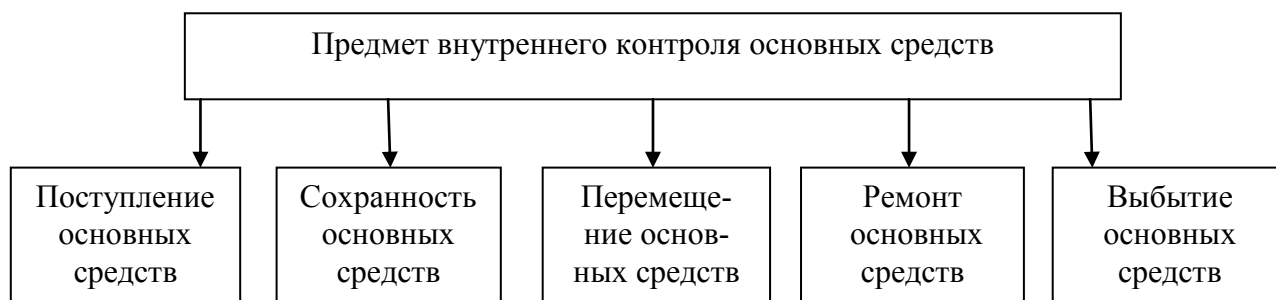 Предмет внутреннего контроля основных средств
Поступление
основных
средств
Сохранность
основных
средств
Перемеще-
ние основ-
ных средств
Ремонт
основных
средств
Выбытие
основных
средств